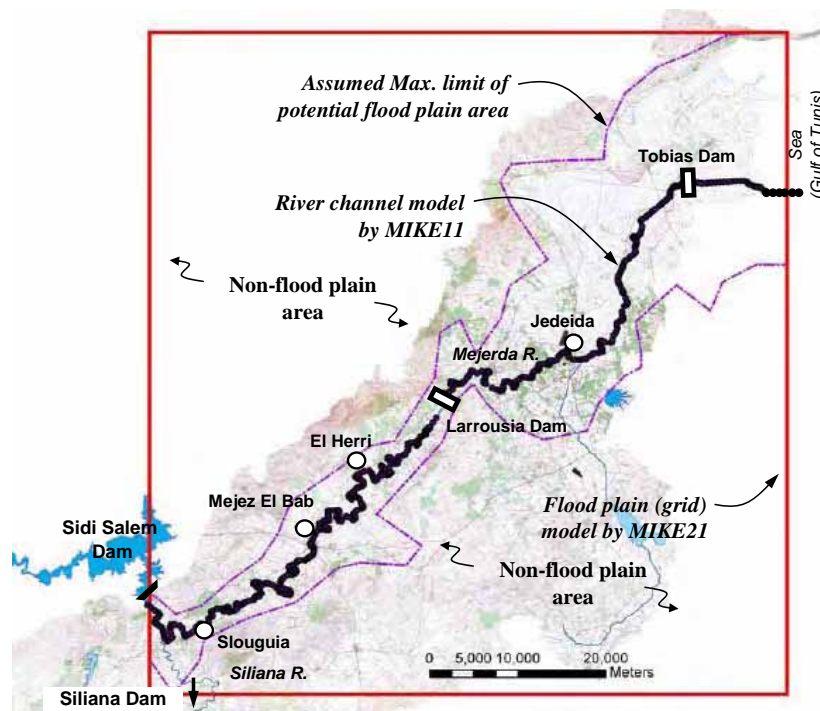 Assumed Max. limit of
potential flood plain area
Sea
(Gulf of Tunis)
Tobias Dam
River channel model
by MIKE11
Non-flood plain
area
Jedeida
Mejerda R.
Larrousia Dam
El Herri
Mejez El Bab
Flood plain (grid)
model by MIKE21
Sidi Salem
Dam
Non-flood plain
area
Slouguia
Siliana R.
0 5,000 10,000 20,000
Meters
Siliana Dam